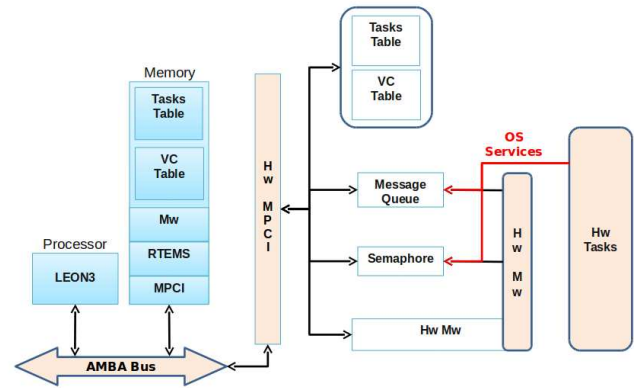 Tasks
Table
VC
Table
Memory
Tasks
Table
VC
Table
Mw
RTEMS
MPCI
Processor
LEON3
AMBA Bus
H
w
M
P
C
I
Message
Queue
Semaphore
Hw Mw
OS
Services
H
w
M
w
Hw
Tasks